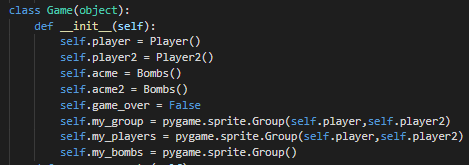 class Game(object):
    def __init__(self):
        self.player = Player()
        self.player2 = Player2()
        self.acme = Bombs()
        self.acme2 = Bombs()
        self.game_over = False
        self.my_group = pygame.sprite.Group(self.player,self.player2)
        self.my_players = pygame.sprite.Group(self.player,self.player2)
        self.my_bombs = pygame.sprite.Group()